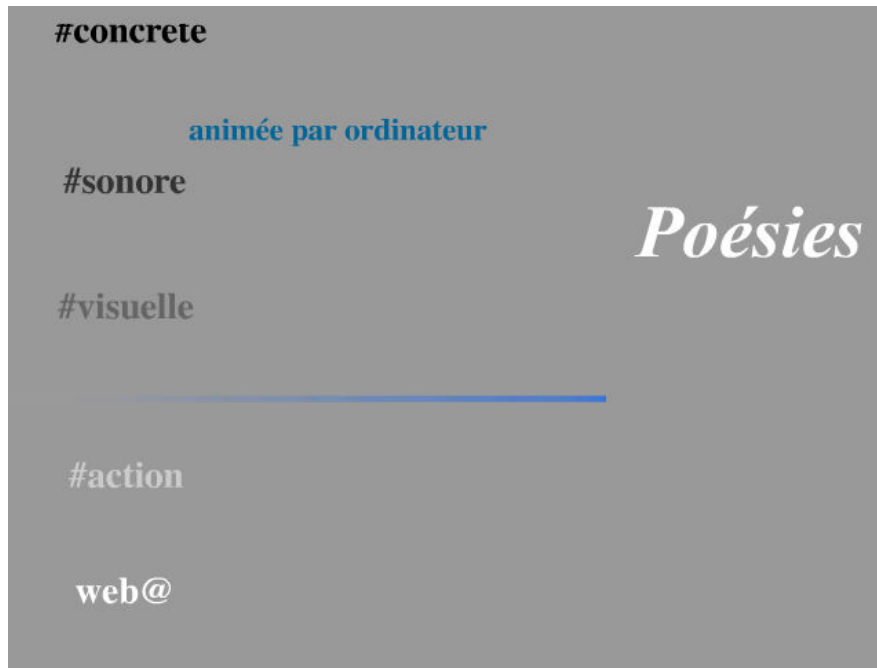 #concrete
animée par ordinateur
#sonore
Poésies
#visuelle
#action
web@